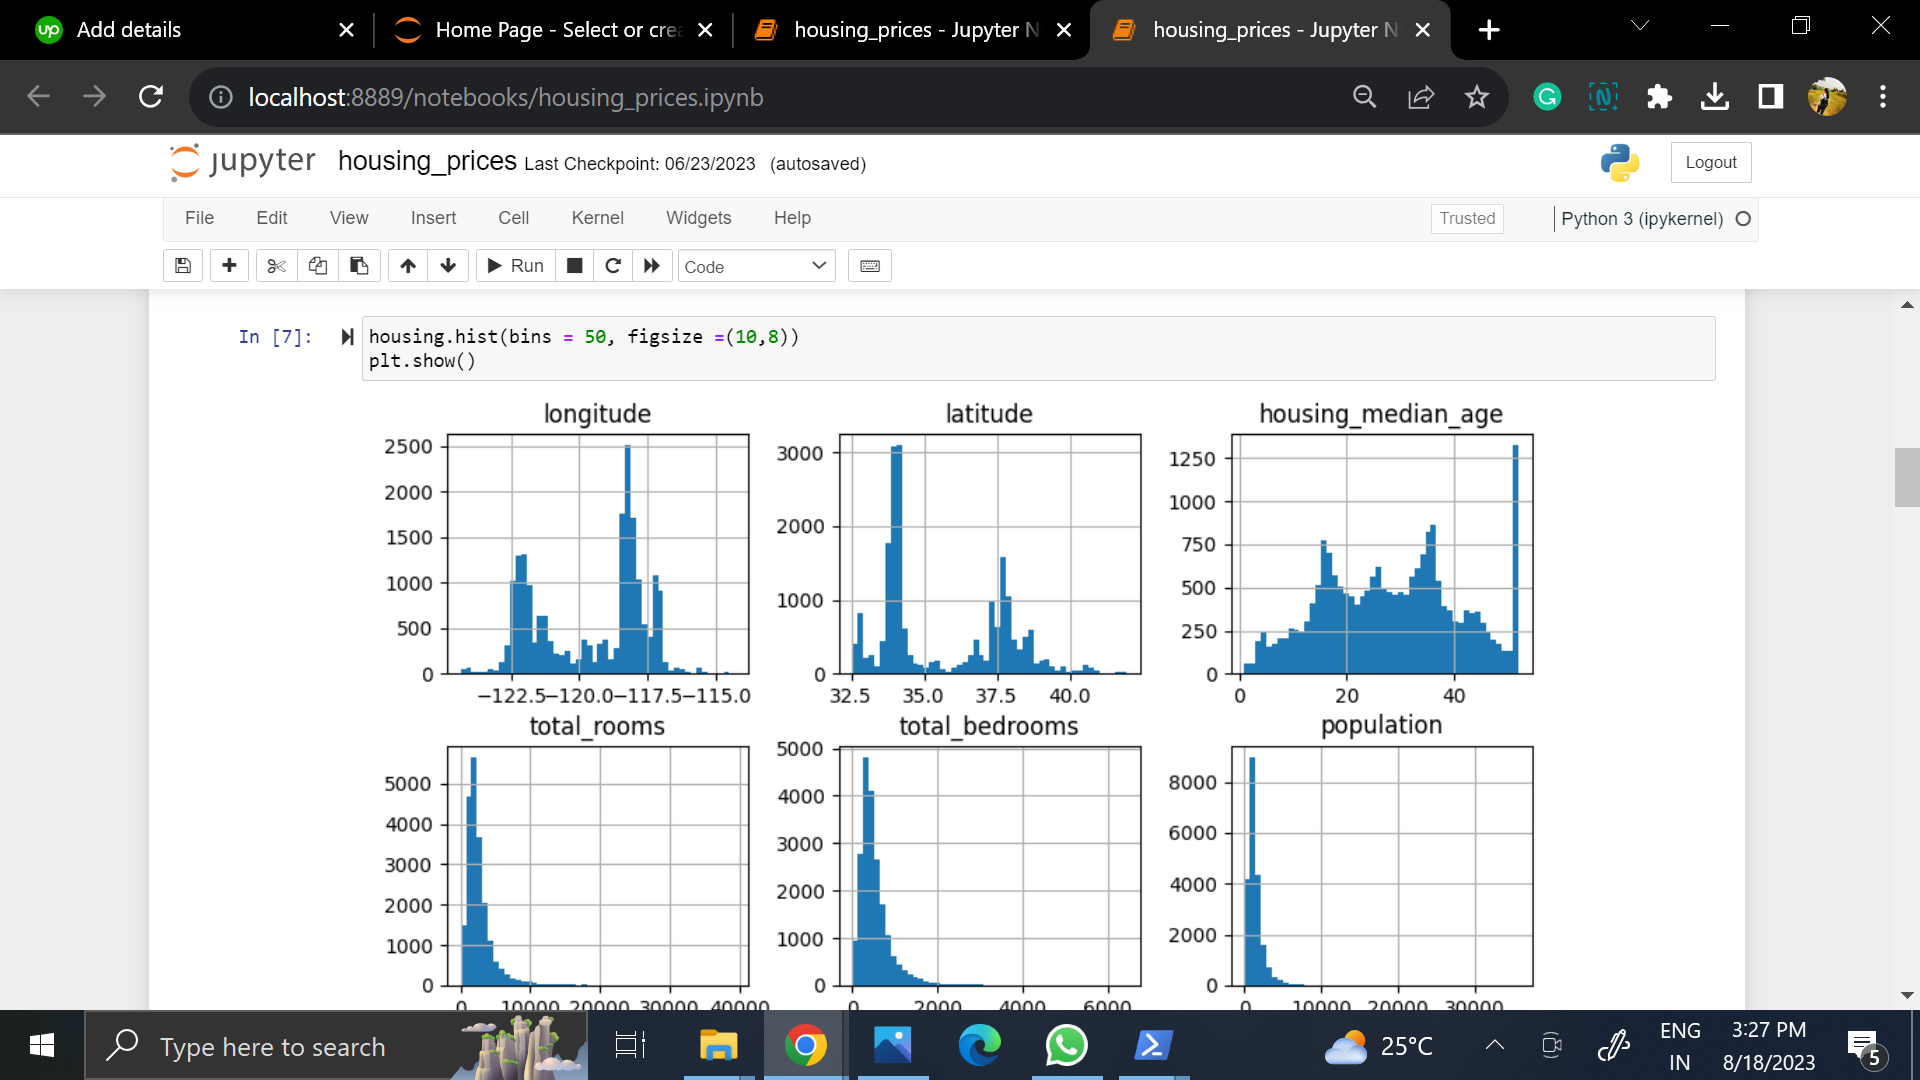 up Add details
Home Page - Select or crea
housing_prices - Jupyter N
housing_prices - Jupyter N
localhost:8889/notebooks/housing_prices.ipynb
G
N
jupyter housing_prices Last Checkpoint: 06/23/2023 (autosaved)
Logout
File Edit View Insert Cell Kernel Widgets Help
Trusted
Python 3 (ipykernel)
Run
Code
In [7]:
housing.hist(bins = 50, figsize =(10,8))
plt.show()
longitude
2500
2000
1500
1000
500
0
−122.5−120.0−117.5−115.0
latitude
3000
2000
1000
0
32.5 35.0 37.5 40.0
housing_median_age
1250
1000
750
500
250
0
0 20 40
total_rooms
5000
4000
3000
2000
1000
0
0 10000 20000 30000 40000
total_bedrooms
5000
4000
3000
2000
1000
0
0 2000 4000 6000
population
8000
6000
4000
2000
0
0 10000 20000 30000
Type here to search
25°C
ENG
IN
3:27 PM
8/18/2023
5